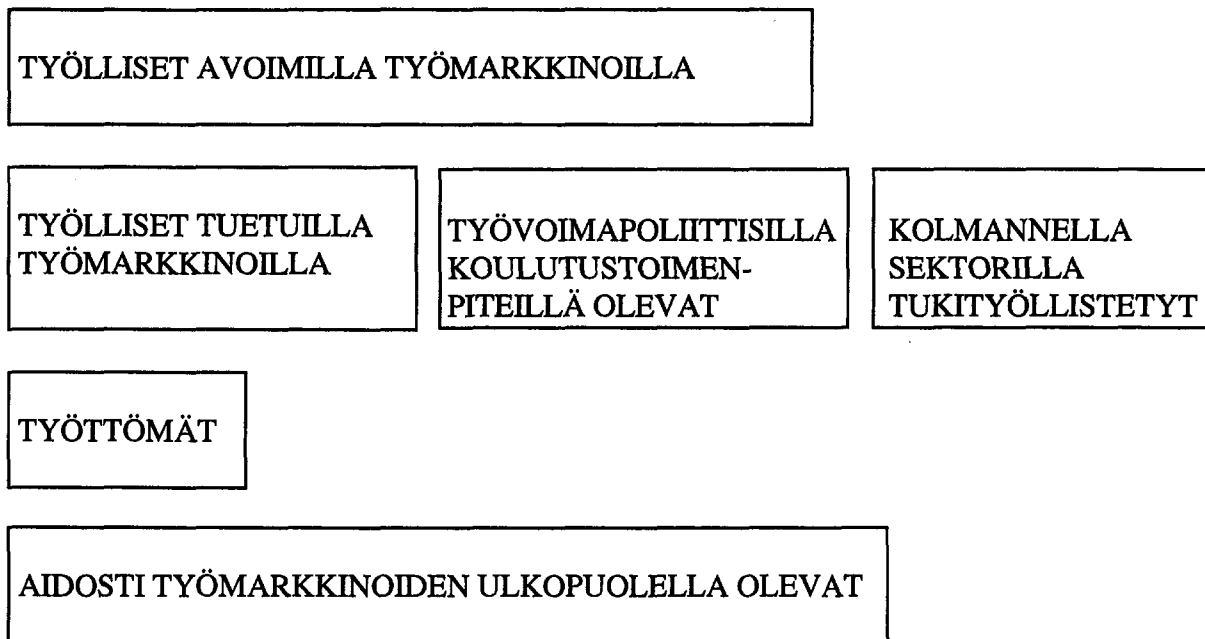 TYÖLLISET AVOIMILLA TYÖMARKKINOILLA
TYÖLLISET TUETUILLA
TYÖMARKKINOILLA
TYÖVOIMAPOLIITTISILLA
KOULUTUSTOIMEN-
PITEILLÄ OLEVAT
KOLMANNELLA
SEKTORILLA
TUKITYÖLLISTETYT
TYÖTTÖMÄT
AIDOSTI TYÖMARKKINOIDEN ULKOPUOLELLA OLEVAT